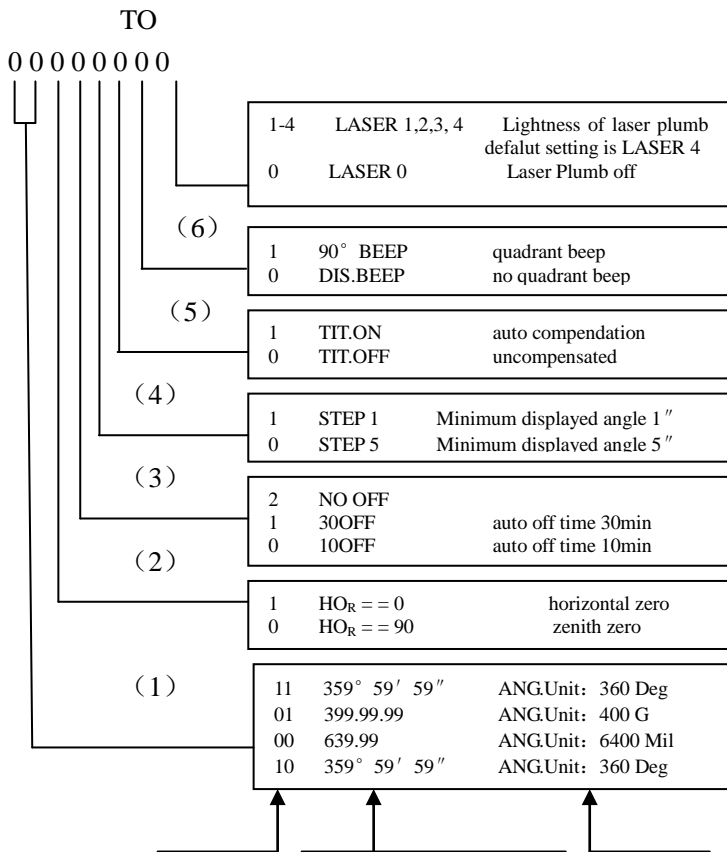 TO
0 0 0 0 0 0 0 0
1-4 LASER 1,2,3, 4 Lightness of laser plumb
defalut setting is LASER 4
0 LASER 0 Laser Plumb off
（6）
1 90° BEEP quadrant beep
0 DIS.BEEP no quadrant beep
（5）
1 TIT.ON auto compendation
0 TIT.OFF uncompensated
（4）
1 STEP 1 Minimum displayed angle 1″
0 STEP 5 Minimum displayed angle 5″
（3）
2 NO OFF
1 30OFF auto off time 30min
0 10OFF auto off time 10min
（2）
1 HO_R = = 0 horizontal zero
0 HO_R = = 90 zenith zero
（1）
11 359° 59′ 59″ ANG.Unit：360 Deg
01 399.99.99 ANG.Unit：400 G
00 639.99 ANG.Unit：6400 Mil
10 359° 59′ 59″ ANG.Unit：360 Deg